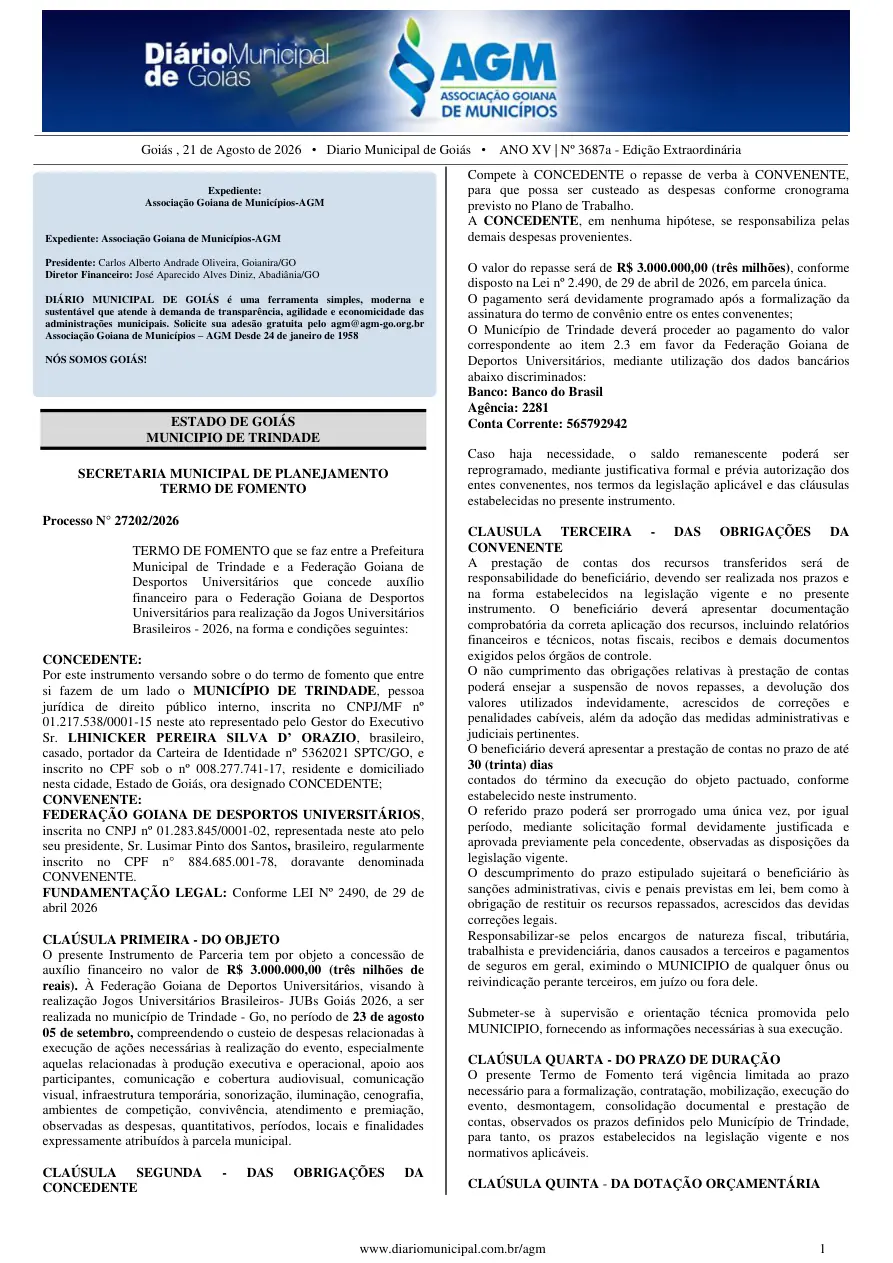 DiárioMunicipal
de Goiás
AGM
ASSOCIAÇÃO GOIANA
DE MUNICÍPIOS
Goiás , 21 de Agosto de 2026 • Diario Municipal de Goiás • ANO XV | Nº 3687a - Edição Extraordinária
Expediente:
Associação Goiana de Municípios-AGM
Expediente: Associação Goiana de Municípios-AGM
Presidente: Carlos Alberto Andrade Oliveira, Goianira/GO
Diretor Financeiro: José Aparecido Alves Diniz, Abadiânia/GO
DIÁRIO MUNICIPAL DE GOIÁS é uma ferramenta simples, moderna e
sustentável que atende à demanda de transparência, agilidade e economicidade das
administrações municipais. Solicite sua adesão gratuita pelo agm@agm-go.org.br
Associação Goiana de Municípios – AGM Desde 24 de janeiro de 1958
NÓS SOMOS GOIÁS!
ESTADO DE GOIÁS
MUNICIPIO DE TRINDADE
SECRETARIA MUNICIPAL DE PLANEJAMENTO
TERMO DE FOMENTO
Processo N° 27202/2026
TERMO DE FOMENTO que se faz entre a Prefeitura
Municipal de Trindade e a Federação Goiana de
Desportos Universitários que concede auxílio
financeiro para o Federação Goiana de Desportos
Universitários para realização da Jogos Universitários
Brasileiros - 2026, na forma e condições seguintes:
CONCEDENTE:
Por este instrumento versando sobre o do termo de fomento que entre
si fazem de um lado o MUNICÍPIO DE TRINDADE, pessoa
jurídica de direito público interno, inscrita no CNPJ/MF nº
01.217.538/0001-15 neste ato representado pelo Gestor do Executivo
Sr. LHINICKER PEREIRA SILVA D’ ORAZIO, brasileiro,
casado, portador da Carteira de Identidade nº 5362021 SPTC/GO, e
inscrito no CPF sob o nº 008.277.741-17, residente e domiciliado
nesta cidade, Estado de Goiás, ora designado CONCEDENTE;
CONVENENTE:
FEDERAÇÃO GOIANA DE DESPORTOS UNIVERSITÁRIOS,
inscrita no CNPJ nº 01.283.845/0001-02, representada neste ato pelo
seu presidente, Sr. Lusimar Pinto dos Santos, brasileiro, regularmente
inscrito no CPF n° 884.685.001-78, doravante denominada
CONVENENTE.
FUNDAMENTAÇÃO LEGAL: Conforme LEI Nº 2490, de 29 de
abril 2026
CLAÚSULA PRIMEIRA - DO OBJETO
O presente Instrumento de Parceria tem por objeto a concessão de
auxílio financeiro no valor de R$ 3.000.000,00 (três nilhões de
reais). À Federação Goiana de Deportos Universitários, visando à
realização Jogos Universitários Brasileiros- JUBs Goiás 2026, a ser
realizada no município de Trindade - Go, no período de 23 de agosto
05 de setembro, compreendendo o custeio de despesas relacionadas à
execução de ações necessárias à realização do evento, especialmente
aquelas relacionadas à produção executiva e operacional, apoio aos
participantes, comunicação e cobertura audiovisual, comunicação
visual, infraestrutura temporária, sonorização, iluminação, cenografia,
ambientes de competição, convivência, atendimento e premiação,
observadas as despesas, quantitativos, períodos, locais e finalidades
expressamente atribuídos à parcela municipal.
CLAÚSULA SEGUNDA - DAS OBRIGAÇÕES DA
CONCEDENTE
Compete à CONCEDENTE o repasse de verba à CONVENENTE,
para que possa ser custeado as despesas conforme cronograma
previsto no Plano de Trabalho.
A CONCEDENTE, em nenhuma hipótese, se responsabiliza pelas
demais despesas provenientes.
O valor do repasse será de R$ 3.000.000,00 (três milhões), conforme
disposto na Lei nº 2.490, de 29 de abril de 2026, em parcela única.
O pagamento será devidamente programado após a formalização da
assinatura do termo de convênio entre os entes convenentes;
O Município de Trindade deverá proceder ao pagamento do valor
correspondente ao item 2.3 em favor da Federação Goiana de
Deportos Universitários, mediante utilização dos dados bancários
abaixo discriminados:
Banco: Banco do Brasil
Agência: 2281
Conta Corrente: 565792942
Caso haja necessidade, o saldo remanescente poderá ser
reprogramado, mediante justificativa formal e prévia autorização dos
entes convenentes, nos termos da legislação aplicável e das cláusulas
estabelecidas no presente instrumento.
CLAUSULA TERCEIRA - DAS OBRIGAÇÕES DA
CONVENENTE
A prestação de contas dos recursos transferidos será de
responsabilidade do beneficiário, devendo ser realizada nos prazos e
na forma estabelecidos na legislação vigente e no presente
instrumento. O beneficiário deverá apresentar documentação
comprobatória da correta aplicação dos recursos, incluindo relatórios
financeiros e técnicos, notas fiscais, recibos e demais documentos
exigidos pelos órgãos de controle.
O não cumprimento das obrigações relativas à prestação de contas
poderá ensejar a suspensão de novos repasses, a devolução dos
valores utilizados indevidamente, acrescidos de correções e
penalidades cabíveis, além da adoção das medidas administrativas e
judiciais pertinentes.
O beneficiário deverá apresentar a prestação de contas no prazo de até
30 (trinta) dias
contados do término da execução do objeto pactuado, conforme
estabelecido neste instrumento.
O referido prazo poderá ser prorrogado uma única vez, por igual
período, mediante solicitação formal devidamente justificada e
aprovada previamente pela concedente, observadas as disposições da
legislação vigente.
O descumprimento do prazo estipulado sujeitará o beneficiário às
sanções administrativas, civis e penais previstas em lei, bem como à
obrigação de restituir os recursos repassados, acrescidos das devidas
correções legais.
Responsabilizar-se pelos encargos de natureza fiscal, tributária,
trabalhista e previdenciária, danos causados a terceiros e pagamentos
de seguros em geral, eximindo o MUNICIPIO de qualquer ônus ou
reivindicação perante terceiros, em juízo ou fora dele.
Submeter-se à supervisão e orientação técnica promovida pelo
MUNICIPIO, fornecendo as informações necessárias à sua execução.
CLAÚSULA QUARTA - DO PRAZO DE DURAÇÃO
O presente Termo de Fomento terá vigência limitada ao prazo
necessário para a formalização, contratação, mobilização, execução do
evento, desmontagem, consolidação documental e prestação de
contas, observados os prazos definidos pelo Município de Trindade,
para tanto, os prazos estabelecidos na legislação vigente e nos
normativos aplicáveis.
CLAÚSULA QUINTA - DA DOTAÇÃO ORÇAMENTÁRIA
www.diariomunicipal.com.br/agm 1